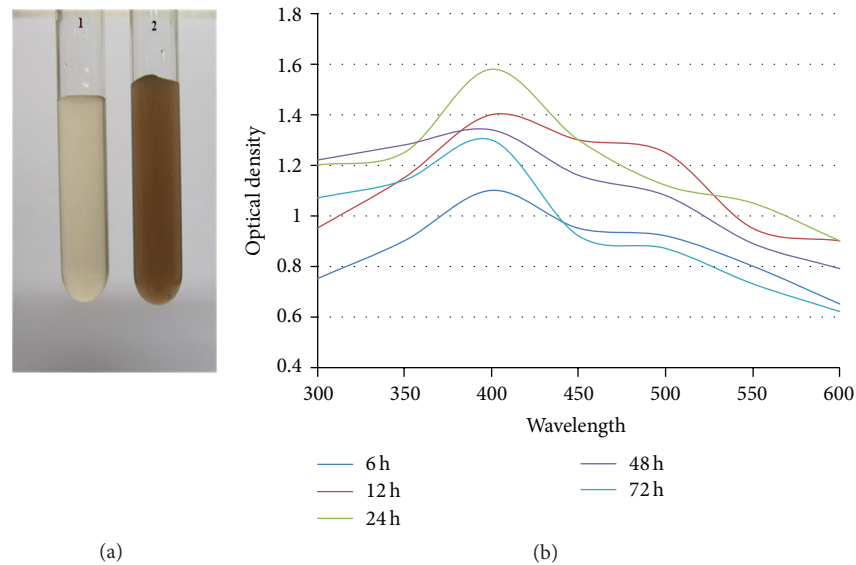 1 2
(a)
Optical density
1.8
1.6
1.4
1.2
1
0.8
0.6
0.4
300 350 400 450 500 550 600
Wavelength
6 h
12 h
24 h
48 h
72 h
(b)